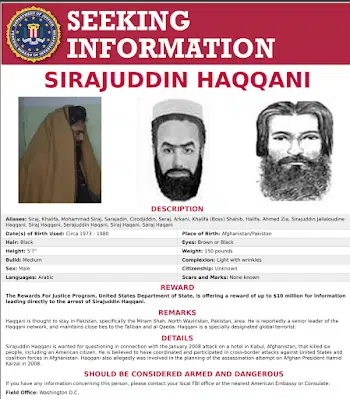 SEEKING
INFORMATION
SIRAJUDDIN HAQQANI
DESCRIPTION
Aliases: Siraj, Khalifa, Mohammad Siraj, Sarajadin, Cirodjiddin, Seraj, Arkani, Khalifa (Boss) Shahib, Halifa, Ahmed Zia, Sirajuddin Jallaloudine
Haqqani, Siraj Haqqani, Serajuddin Haqqani, Siraj Haqani, Saraj Haqani
Date(s) of Birth Used: Circa 1973 - 1980 Place of Birth: Afghanistan/Pakistan
Hair: Black Eyes: Brown or Black
Height: 5'7" Weight: 150 pounds
Build: Medium Complexion: Light with wrinkles
Sex: Male Citizenship: Unknown
Languages: Arabic Scars and Marks: None known
REWARD
The Rewards For Justice Program, United States Department of State, is offering a reward of up to $10 million for information
leading directly to the arrest of Sirajuddin Haqqani.
REMARKS
Haqqani is thought to stay in Pakistan, specifically the Miram Shah, North Waziristan, Pakistan, area. He is reportedly a senior leader of the
Haqqani network, and maintains close ties to the Taliban and al Qaeda. Haqqani is a specially designated global terrorist.
DETAILS
Sirajuddin Haqqani is wanted for questioning in connection with the January 2008 attack on a hotel in Kabul, Afghanistan, that killed six
people, including an American citizen. He is believed to have coordinated and participated in cross-border attacks against United States and
coalition forces in Afghanistan. Haqqani also allegedly was involved in the planning of the assassination attempt on Afghan President Hamid
Karzai in 2008.
SHOULD BE CONSIDERED ARMED AND DANGEROUS
If you have any information concerning this person, please contact your local FBI office or the nearest American Embassy or Consulate.
Field Office: Washington D.C.